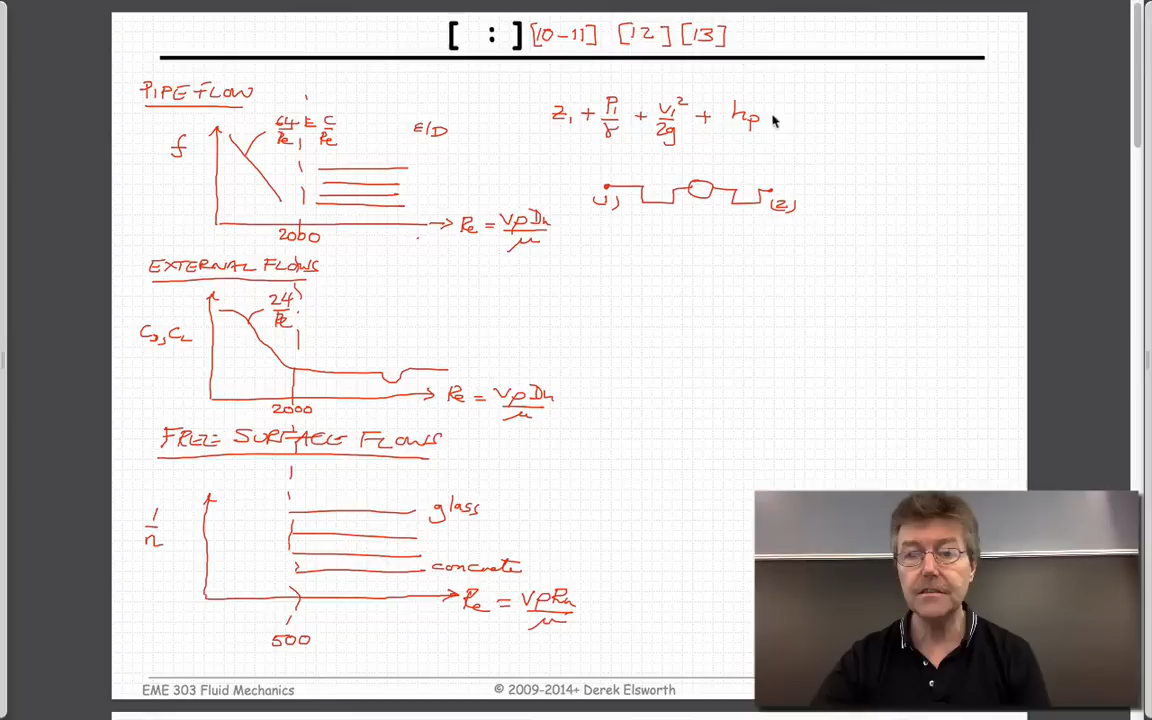 [ : ] [10-11] [12] [13]
PIPE FLOW
f
64/Re = C/Re
E/D
2000
Re = VρDh/μ
z1 + P1/γ + v1²/2g + hp
(1)
(2)
EXTERNAL FLOWS
CD, CL
24/Re
2000
Re = VρDh/μ
FREE SURFACE FLOWS
1/n
glass
concrete
500
Re = VρRh/μ
EME 303 Fluid Mechanics
© 2009-2014+ Derek Elsworth